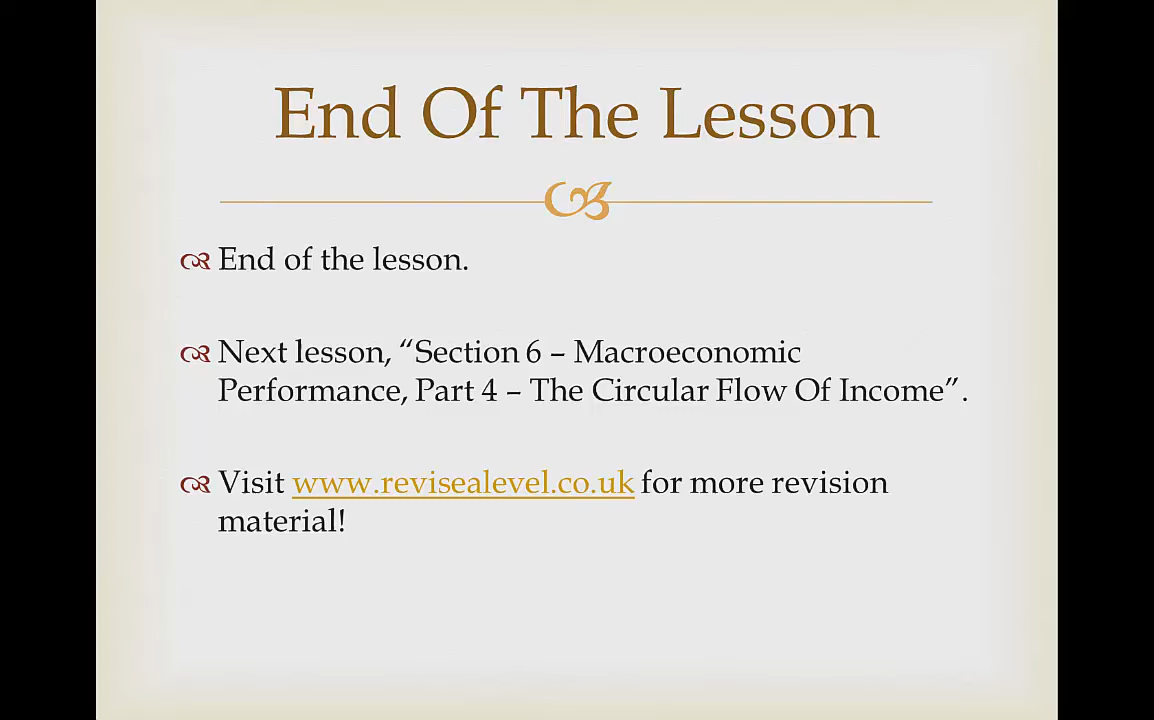 End Of The Lesson
End of the lesson.
Next lesson, “Section 6 – Macroeconomic
Performance, Part 4 – The Circular Flow Of Income”.
Visit www.revisealevel.co.uk for more revision
material!